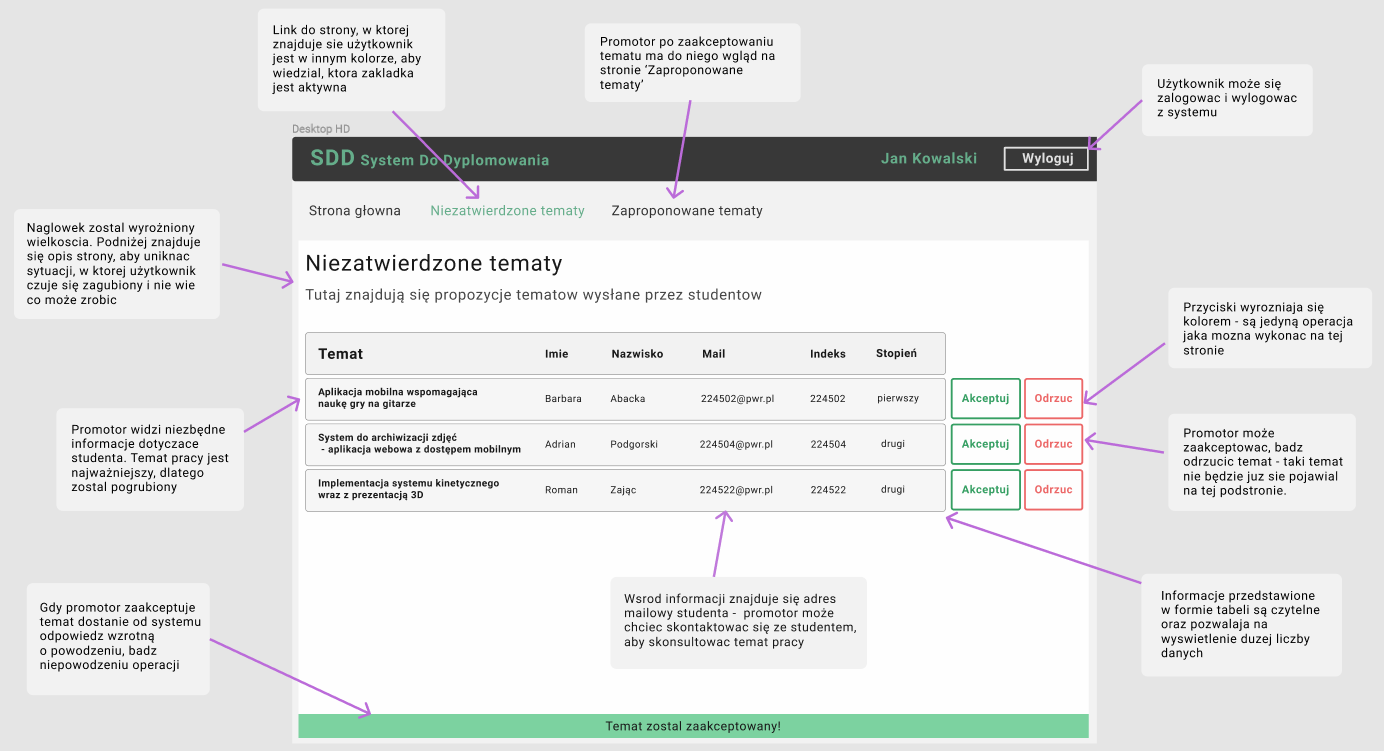 Link do strony, w ktorej
znajduje sie użytkownik
jest w innym kolorze, aby
wiedzial, ktora zakladka
jest aktywna
Promotor po zaakceptowaniu
tematu ma do niego wgląd na
stronie ‘Zaproponowane
tematy’
Użytkownik może się
zalogowac i wylogowac
z systemu
Desktop HD
SDD System Do Dyplomowania
Jan Kowalski
Wyloguj
Strona głowna
Niezatwierdzone tematy
Zaproponowane tematy
Naglowek zostal wyrożniony
wielkoscia. Podniżej znajduje
się opis strony, aby uniknac
sytuacji, w ktorej użytkownik
czuje się zagubiony i nie wie
co może zrobic
Niezatwierdzone tematy
Tutaj znajdują się propozycje tematow wysłane przez studentow
Przyciski wyrozniaja się
kolorem - są jedyną operacja
jaka mozna wykonac na tej
stronie
Temat Imie Nazwisko Mail Indeks Stopień
Aplikacja mobilna wspomagająca
naukę gry na gitarze
Barbara Abacka 224502@pwr.pl 224502 pierwszy
Akceptuj Odrzuc
System do archiwizacji zdjęć
- aplikacja webowa z dostępem mobilnym
Adrian Podgorski 224504@pwr.pl 224504 drugi
Akceptuj Odrzuc
Implementacja systemu kinetycznego
wraz z prezentacją 3D
Roman Zając 224522@pwr.pl 224522 drugi
Akceptuj Odrzuc
Promotor widzi niezbędne
informacje dotyczace
studenta. Temat pracy jest
najważniejszy, dlatego
zostal pogrubiony
Promotor może
zaakceptowac, badz
odrzucic temat - taki temat
nie będzie juz sie pojawial
na tej podstronie.
Gdy promotor zaakceptuje
temat dostanie od systemu
odpowiedz wzrotną
o powodzeniu, badz
niepowodzeniu operacji
Wsrod informacji znajduje się adres
mailowy studenta -  promotor może
chciec skontaktowac się ze studentem,
aby skonsultowac temat pracy
Informacje przedstawione
w formie tabeli są czytelne
oraz pozwalaja na
wyswietlenie duzej liczby
danych
Temat zostal zaakceptowany!